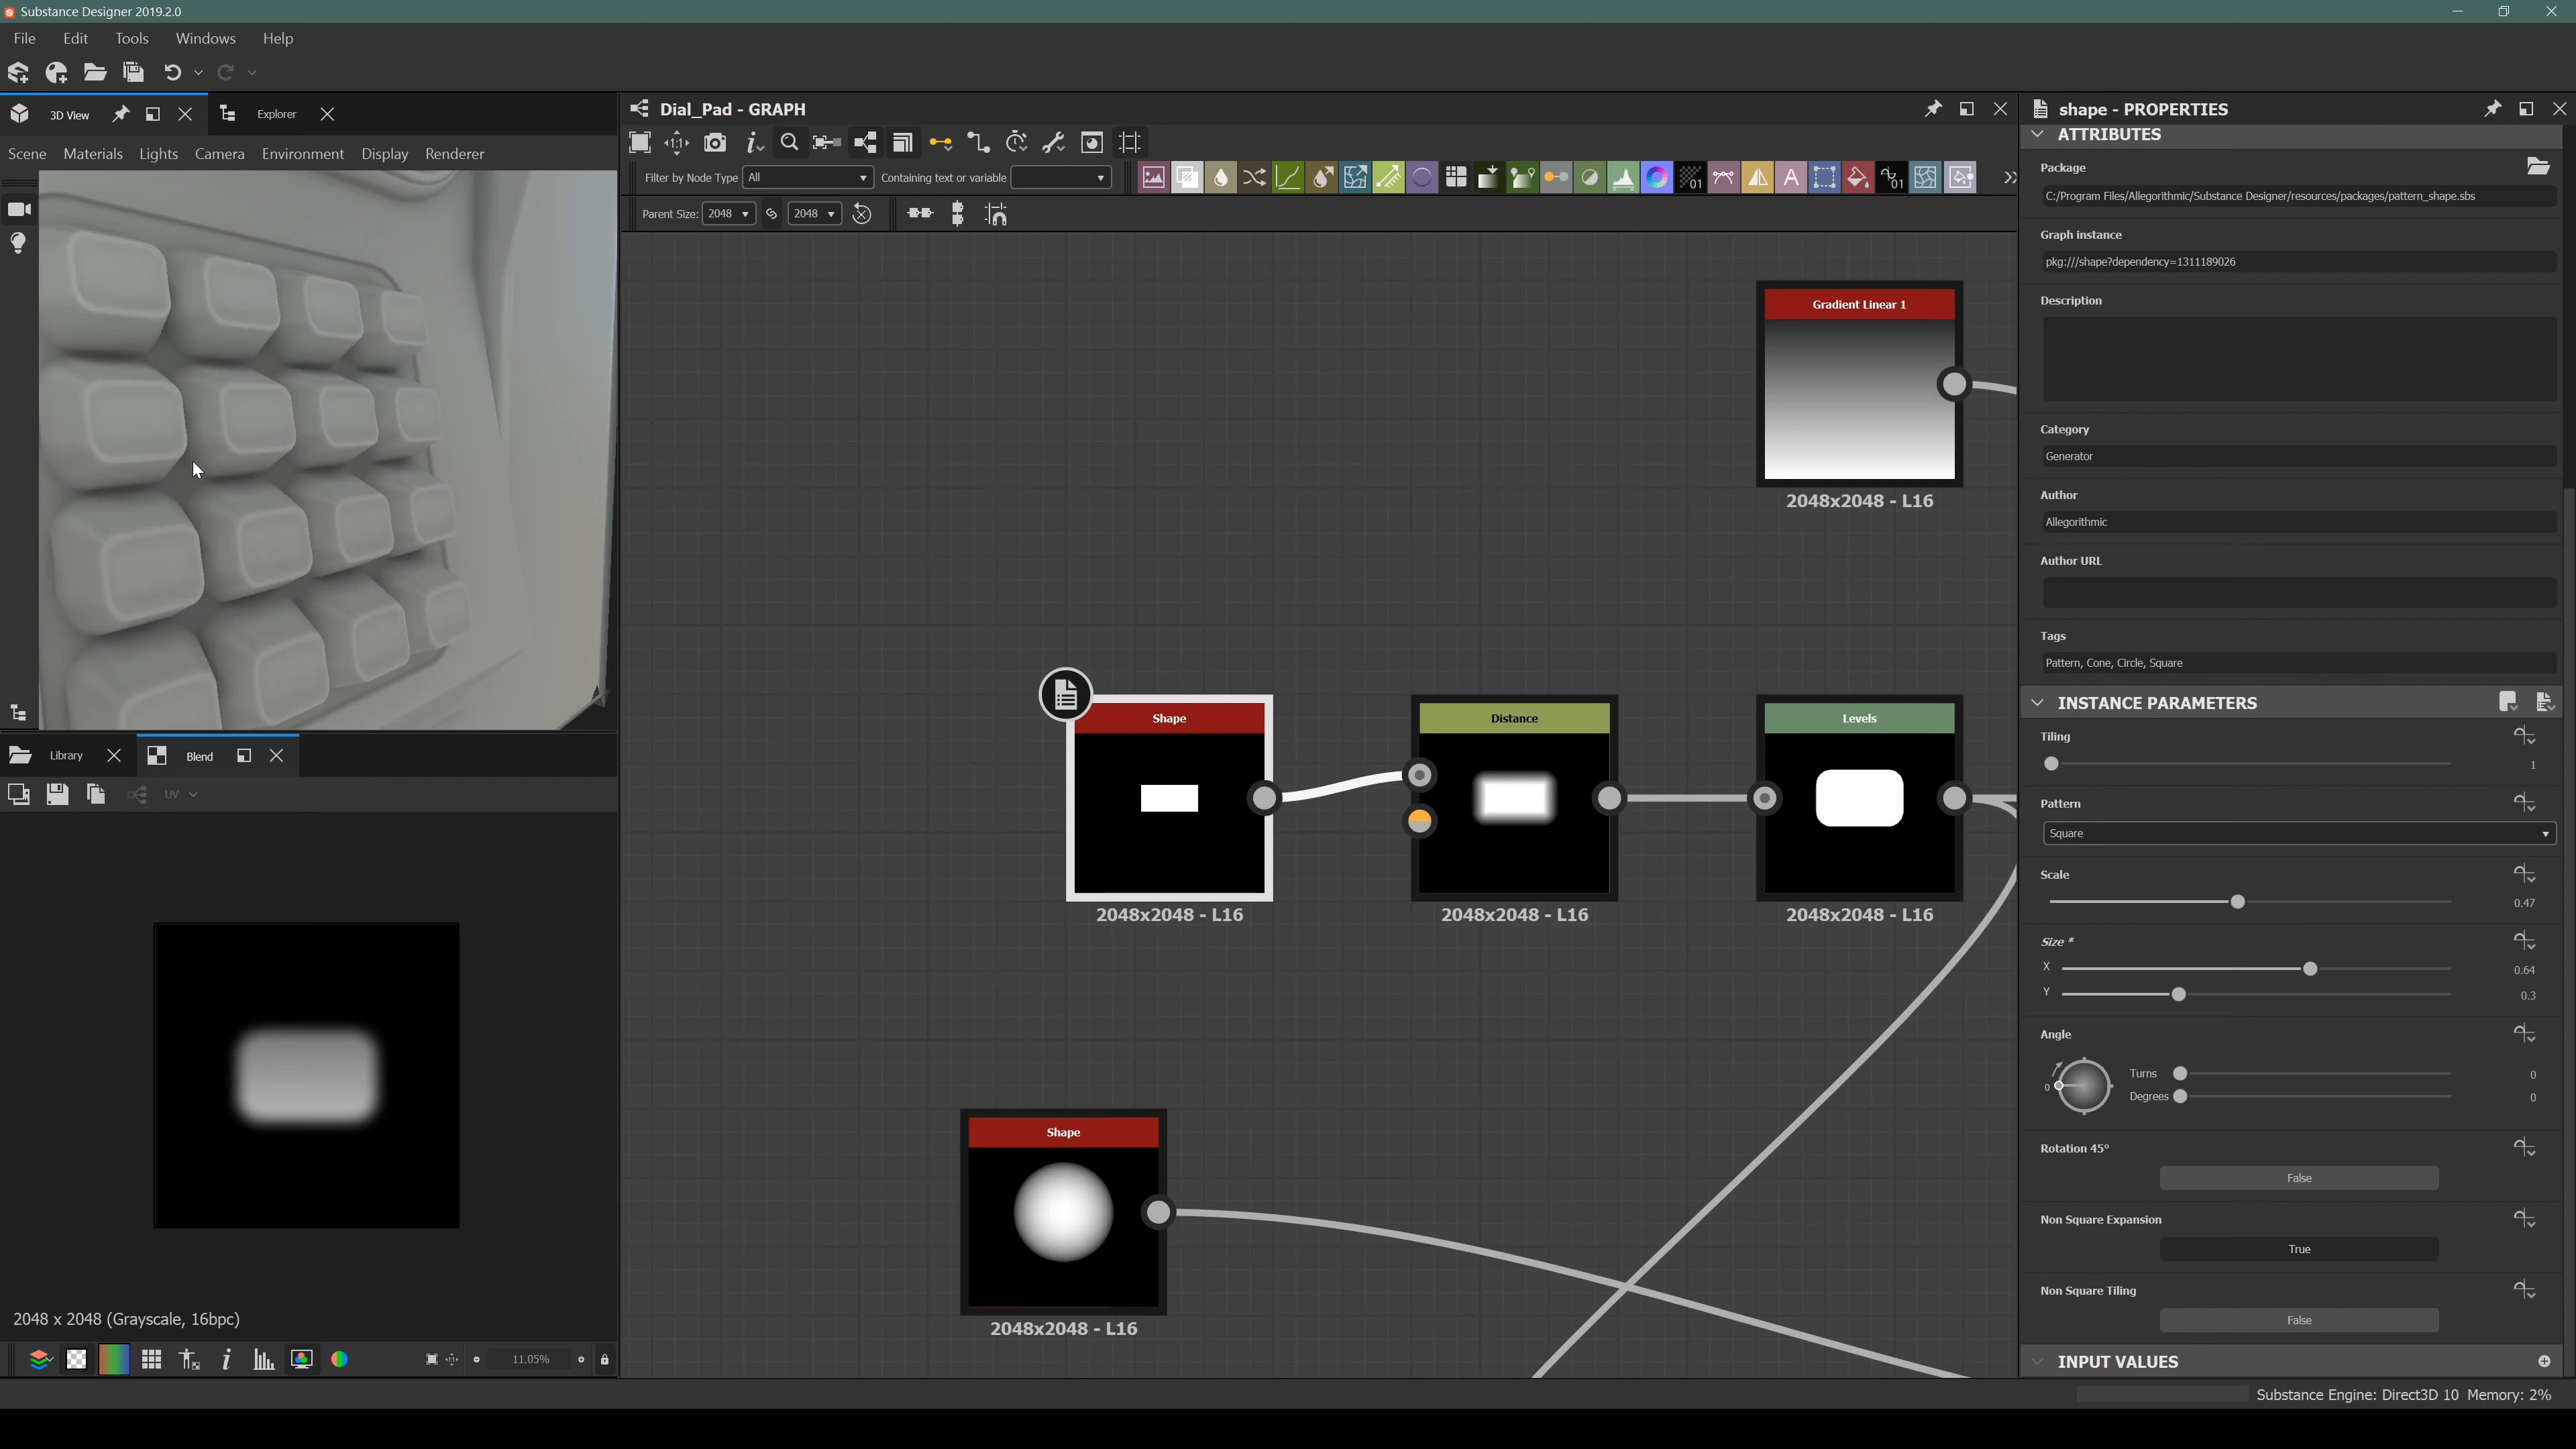 Substance Designer 2019.2.0
File Edit Tools Windows Help
3D View
Explorer
Scene Materials Lights Camera Environment Display Renderer
Library
Blend
UV
2048 x 2048 (Grayscale, 16bpc)
11.05%
Dial_Pad - GRAPH
1:1
Filter by Node Type All Containing text or variable
01
01
Parent Size: 2048 2048
Gradient Linear 1
2048x2048 - L16
Shape
2048x2048 - L16
Distance
2048x2048 - L16
Levels
2048x2048 - L16
Shape
2048x2048 - L16
shape - PROPERTIES
ATTRIBUTES
Package
C:/Program Files/Allegorithmic/Substance Designer/resources/packages/pattern_shape.sbs
Graph instance
pkg:///shape?dependency=1311189026
Description
Category
Generator
Author
Allegorithmic
Author URL
Tags
Pattern, Cone, Circle, Square
INSTANCE PARAMETERS
Tiling
1
Pattern
Square
Scale
0.47
Size *
X 0.64
Y 0.3
Angle
0
Turns 0
Degrees 0
Rotation 45°
False
Non Square Expansion
True
Non Square Tiling
False
INPUT VALUES
Substance Engine: Direct3D 10 Memory: 2%